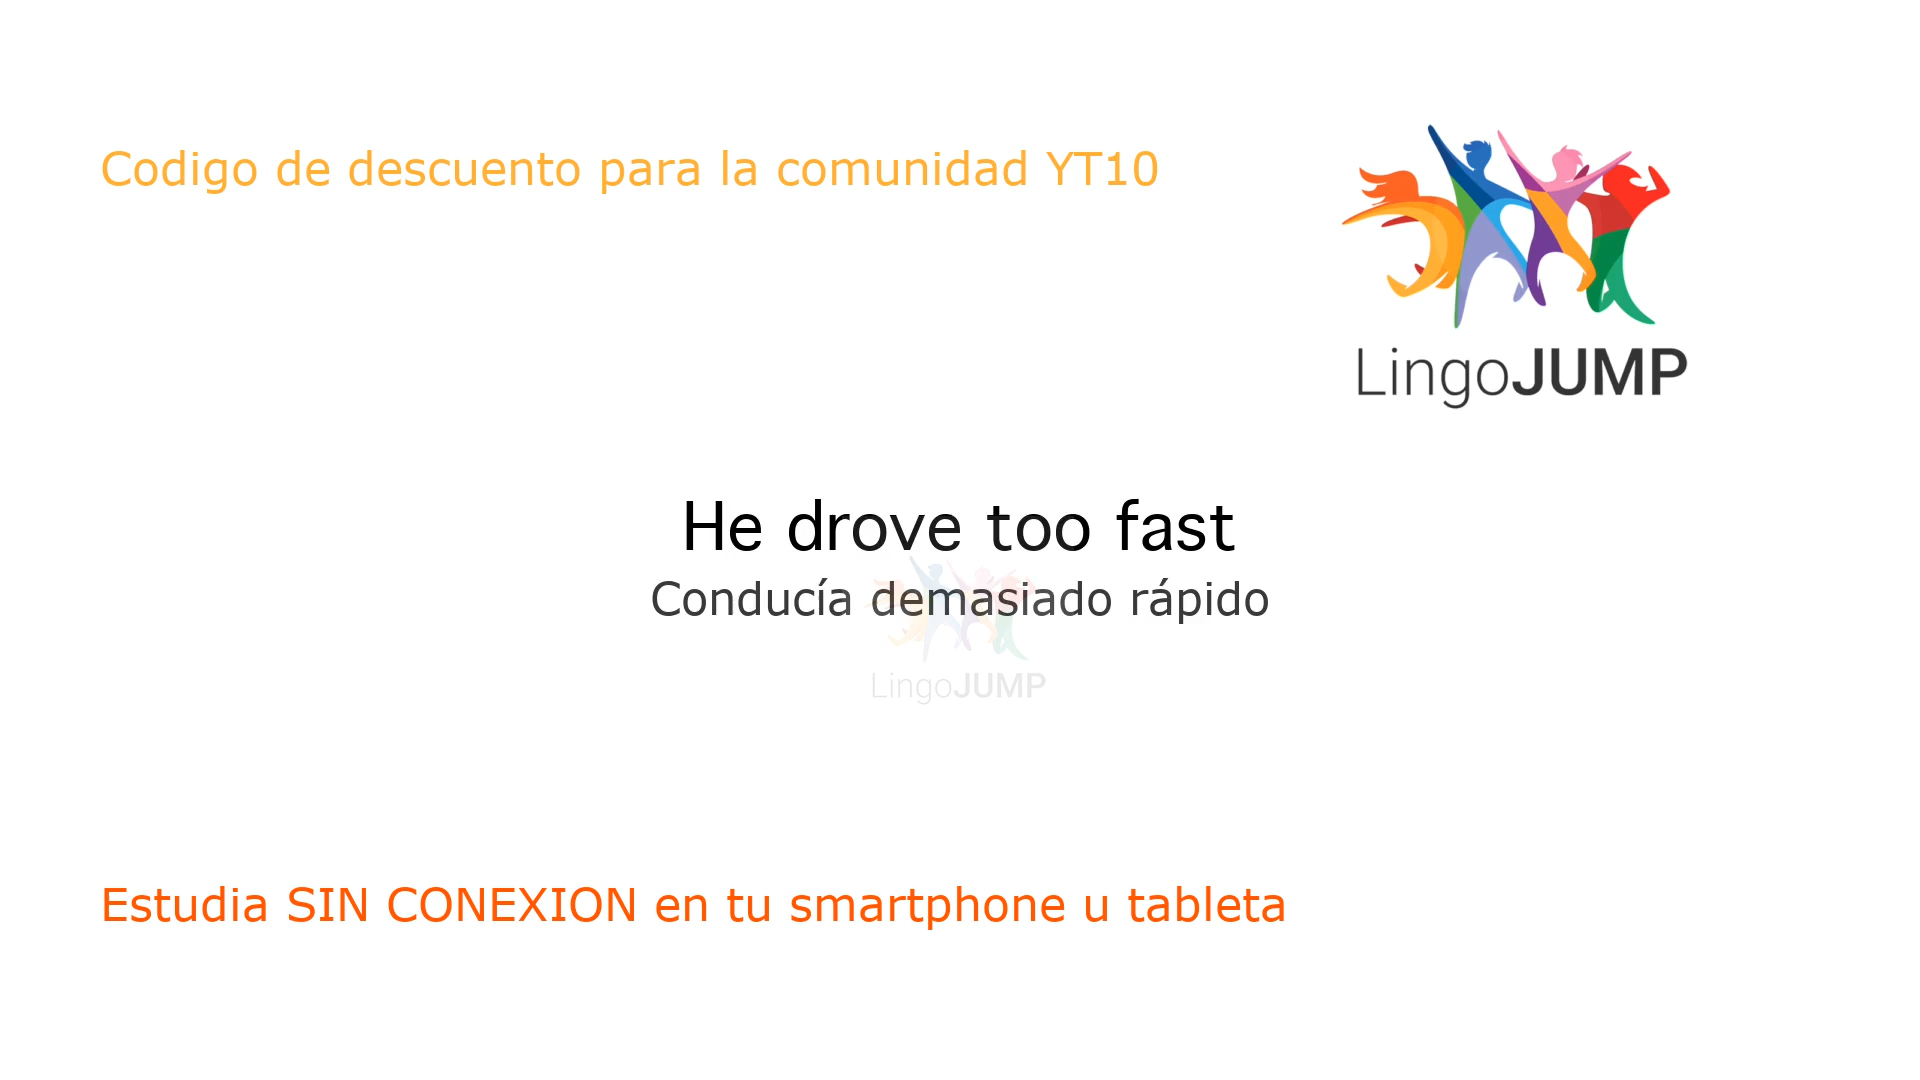 Codigo de descuento para la comunidad YT10
LingoJUMP
He drove too fast
Conducía demasiado rápido
LingoJUMP
Estudia SIN CONEXION en tu smartphone u tableta